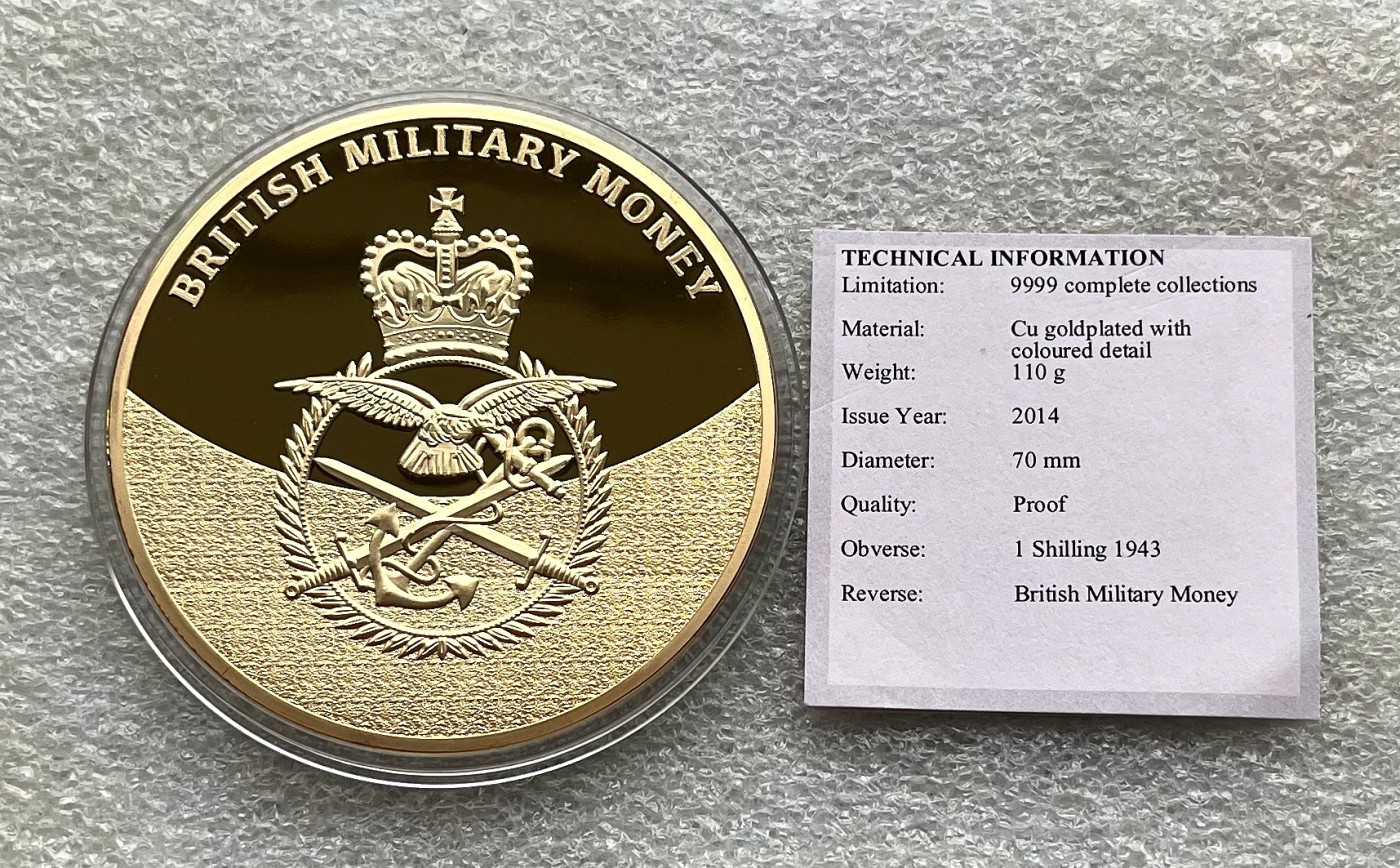 BRITISH MILITARY MONEY
TECHNICAL INFORMATION
Limitation: 9999 complete collections
Material: Cu goldplated with
coloured detail
Weight: 110 g
Issue Year: 2014
Diameter: 70 mm
Quality: Proof
Obverse: 1 Shilling 1943
Reverse: British Military Money